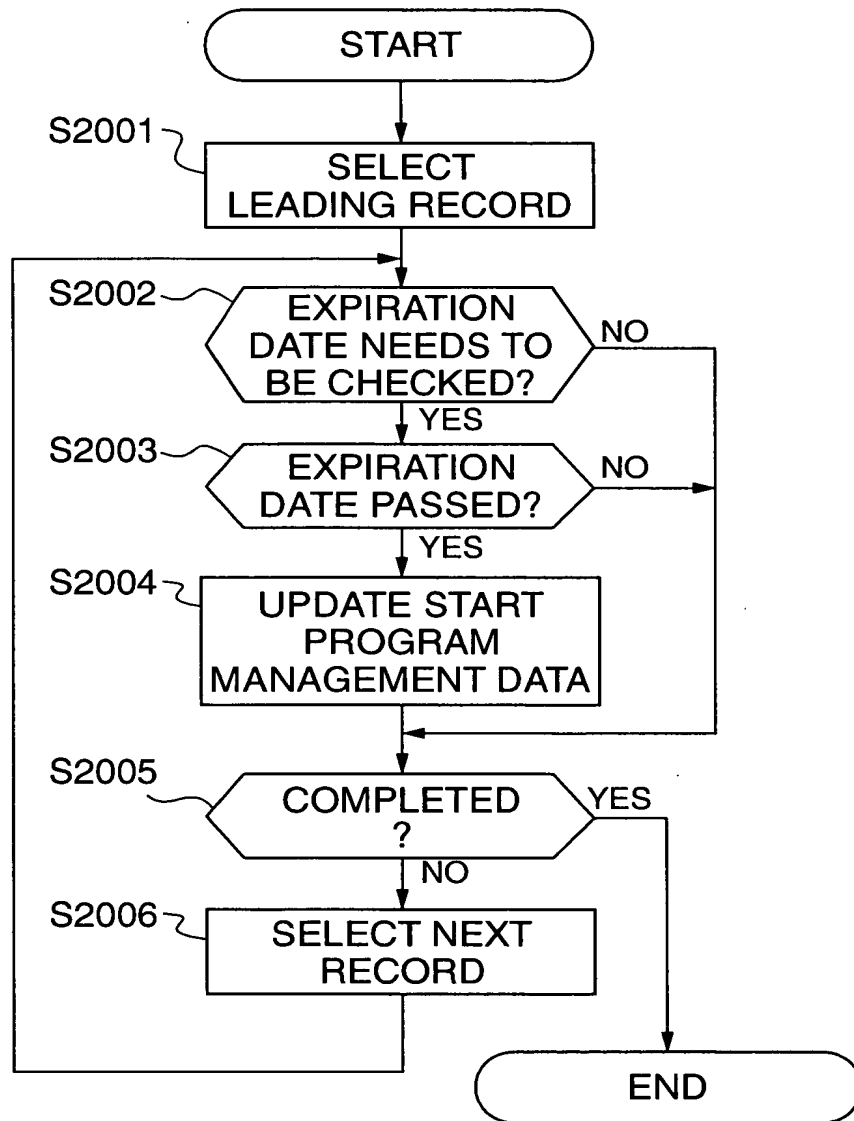 START
S2001
SELECT
LEADING RECORD
S2002
EXPIRATION
DATE NEEDS TO
BE CHECKED?
NO
YES
S2003
EXPIRATION
DATE PASSED?
NO
YES
S2004
UPDATE START
PROGRAM
MANAGEMENT DATA
S2005
COMPLETED
?
YES
NO
S2006
SELECT NEXT
RECORD
END